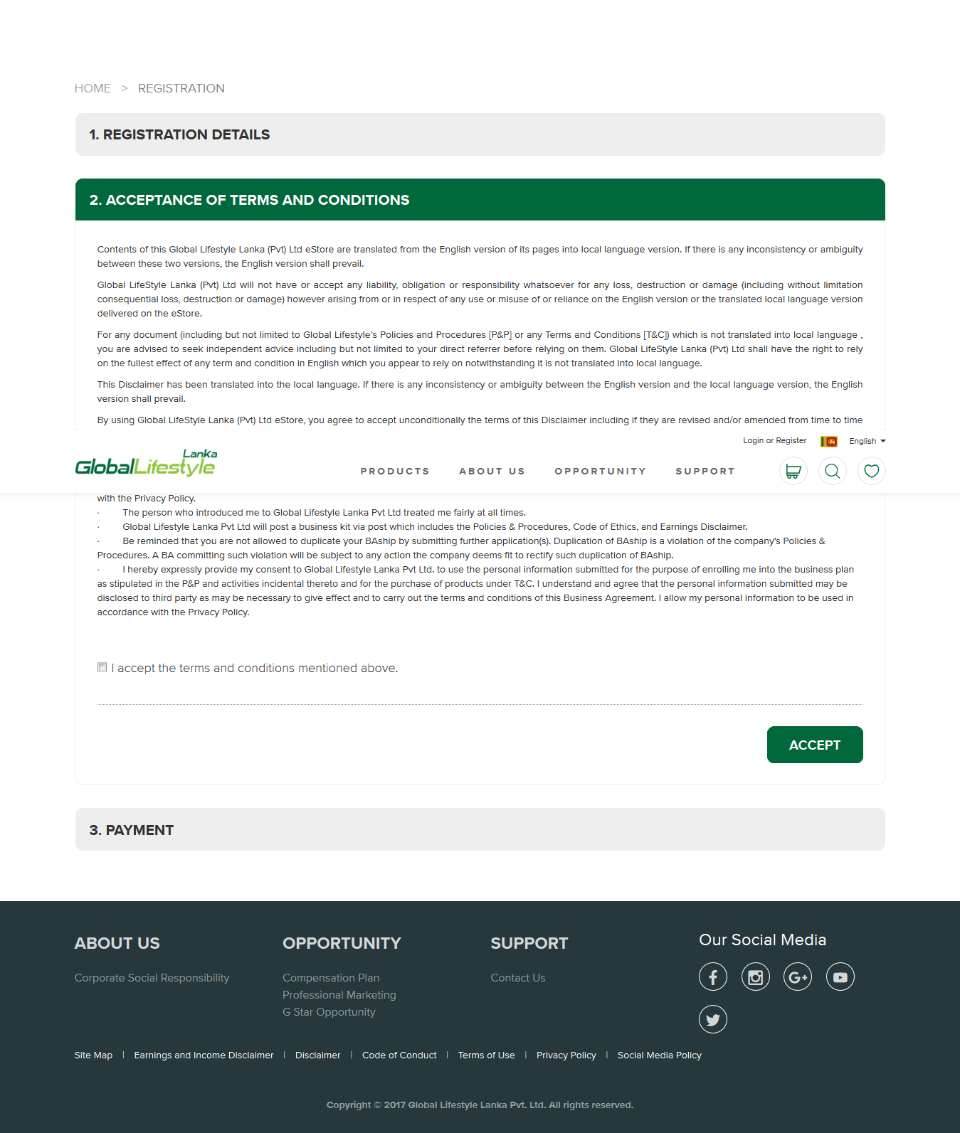 HOME > REGISTRATION
1. REGISTRATION DETAILS
2. ACCEPTANCE OF TERMS AND CONDITIONS
Contents of this Global Lifestyle Lanka (Pvt) Ltd eStore are translated from the English version of its pages into local language version. If there is any inconsistency or ambiguity
between these two versions, the English version shall prevail.
Global LifeStyle Lanka (Pvt) Ltd will not have or accept any liability, obligation or responsibility whatsoever for any loss, destruction or damage (including without limitation
consequential loss, destruction or damage) however arising from or in respect of any use or misuse of or reliance on the English version or the translated local language version
delivered on the eStore.
For any document (including but not limited to Global Lifestyle's Policies and Procedures [P&P] or any Terms and Conditions [T&C]) which is not translated into local language ,
you are advised to seek independent advice including but not limited to your direct referrer before relying on them. Global LifeStyle Lanka (Pvt) Ltd shall have the right to rely
on the fullest effect of any term and condition in English which you appear to rely on notwithstanding it is not translated into local language.
This Disclaimer has been translated into the local language. If there is any inconsistency or ambiguity between the English version and the local language version, the English
version shall prevail.
By using Global LifeStyle Lanka (Pvt) Ltd eStore, you agree to accept unconditionally the terms of this Disclaimer including if they are revised and/or amended from time to time
Login or Register English
Lanka
GlobalLifestyle
PRODUCTS ABOUT US OPPORTUNITY SUPPORT
with the Privacy Policy.
· The person who introduced me to Global Lifestyle Lanka Pvt Ltd treated me fairly at all times.
· Global Lifestyle Lanka Pvt Ltd will post a business kit via post which includes the Policies & Procedures, Code of Ethics, and Earnings Disclaimer.
· Be reminded that you are not allowed to duplicate your BAship by submitting further application(s). Duplication of BAship is a violation of the company's Policies &
Procedures. A BA committing such violation will be subject to any action the company deems fit to rectify such duplication of BAship.
· I hereby expressly provide my consent to Global Lifestyle Lanka Pvt Ltd. to use the personal information submitted for the purpose of enrolling me into the business plan
as stipulated in the P&P and activities incidental thereto and for the purchase of products under T&C. I understand and agree that the personal information submitted may be
disclosed to third party as may be necessary to give effect and to carry out the terms and conditions of this Business Agreement. I allow my personal information to be used in
accordance with the Privacy Policy.
I accept the terms and conditions mentioned above.
ACCEPT
3. PAYMENT
ABOUT US OPPORTUNITY SUPPORT Our Social Media
Corporate Social Responsibility Compensation Plan Contact Us
Professional Marketing
G Star Opportunity
Site Map | Earnings and Income Disclaimer | Disclaimer | Code of Conduct | Terms of Use | Privacy Policy | Social Media Policy
Copyright © 2017 Global Lifestyle Lanka Pvt. Ltd. All rights reserved.